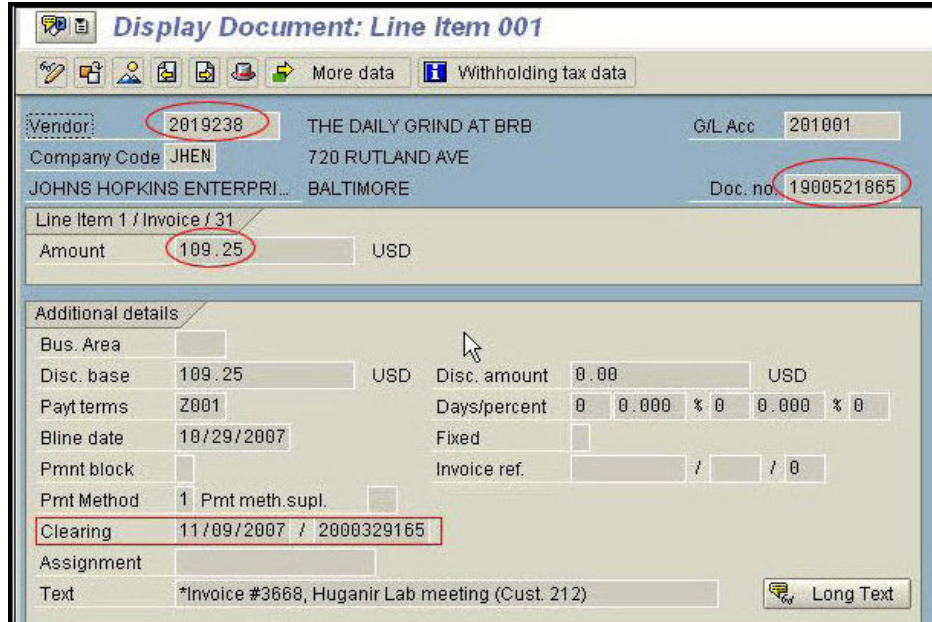 Display Document: Line Item 001
More data Withholding tax data
Vendor 2019238 THE DAILY GRIND AT BRB G/L Acc 201001
Company Code JHEN 720 RUTLAND AVE
JOHNS HOPKINS ENTERPRI... BALTIMORE Doc. no. 1900521865
Line Item 1 / Invoice / 31
Amount 109.25 USD
Additional details
Bus. Area
Disc. base 109.25 USD Disc. amount 0.00 USD
Payt terms Z001 Days/percent 0 0.000 % 0 0.000 % 0
Bline date 10/29/2007 Fixed
Pmnt block Invoice ref. / / 0
Pmt Method 1 Pmt meth.supl.
Clearing 11/09/2007 / 2000329165
Assignment
Text *Invoice #3668, Huganir Lab meeting (Cust. 212) Long Text